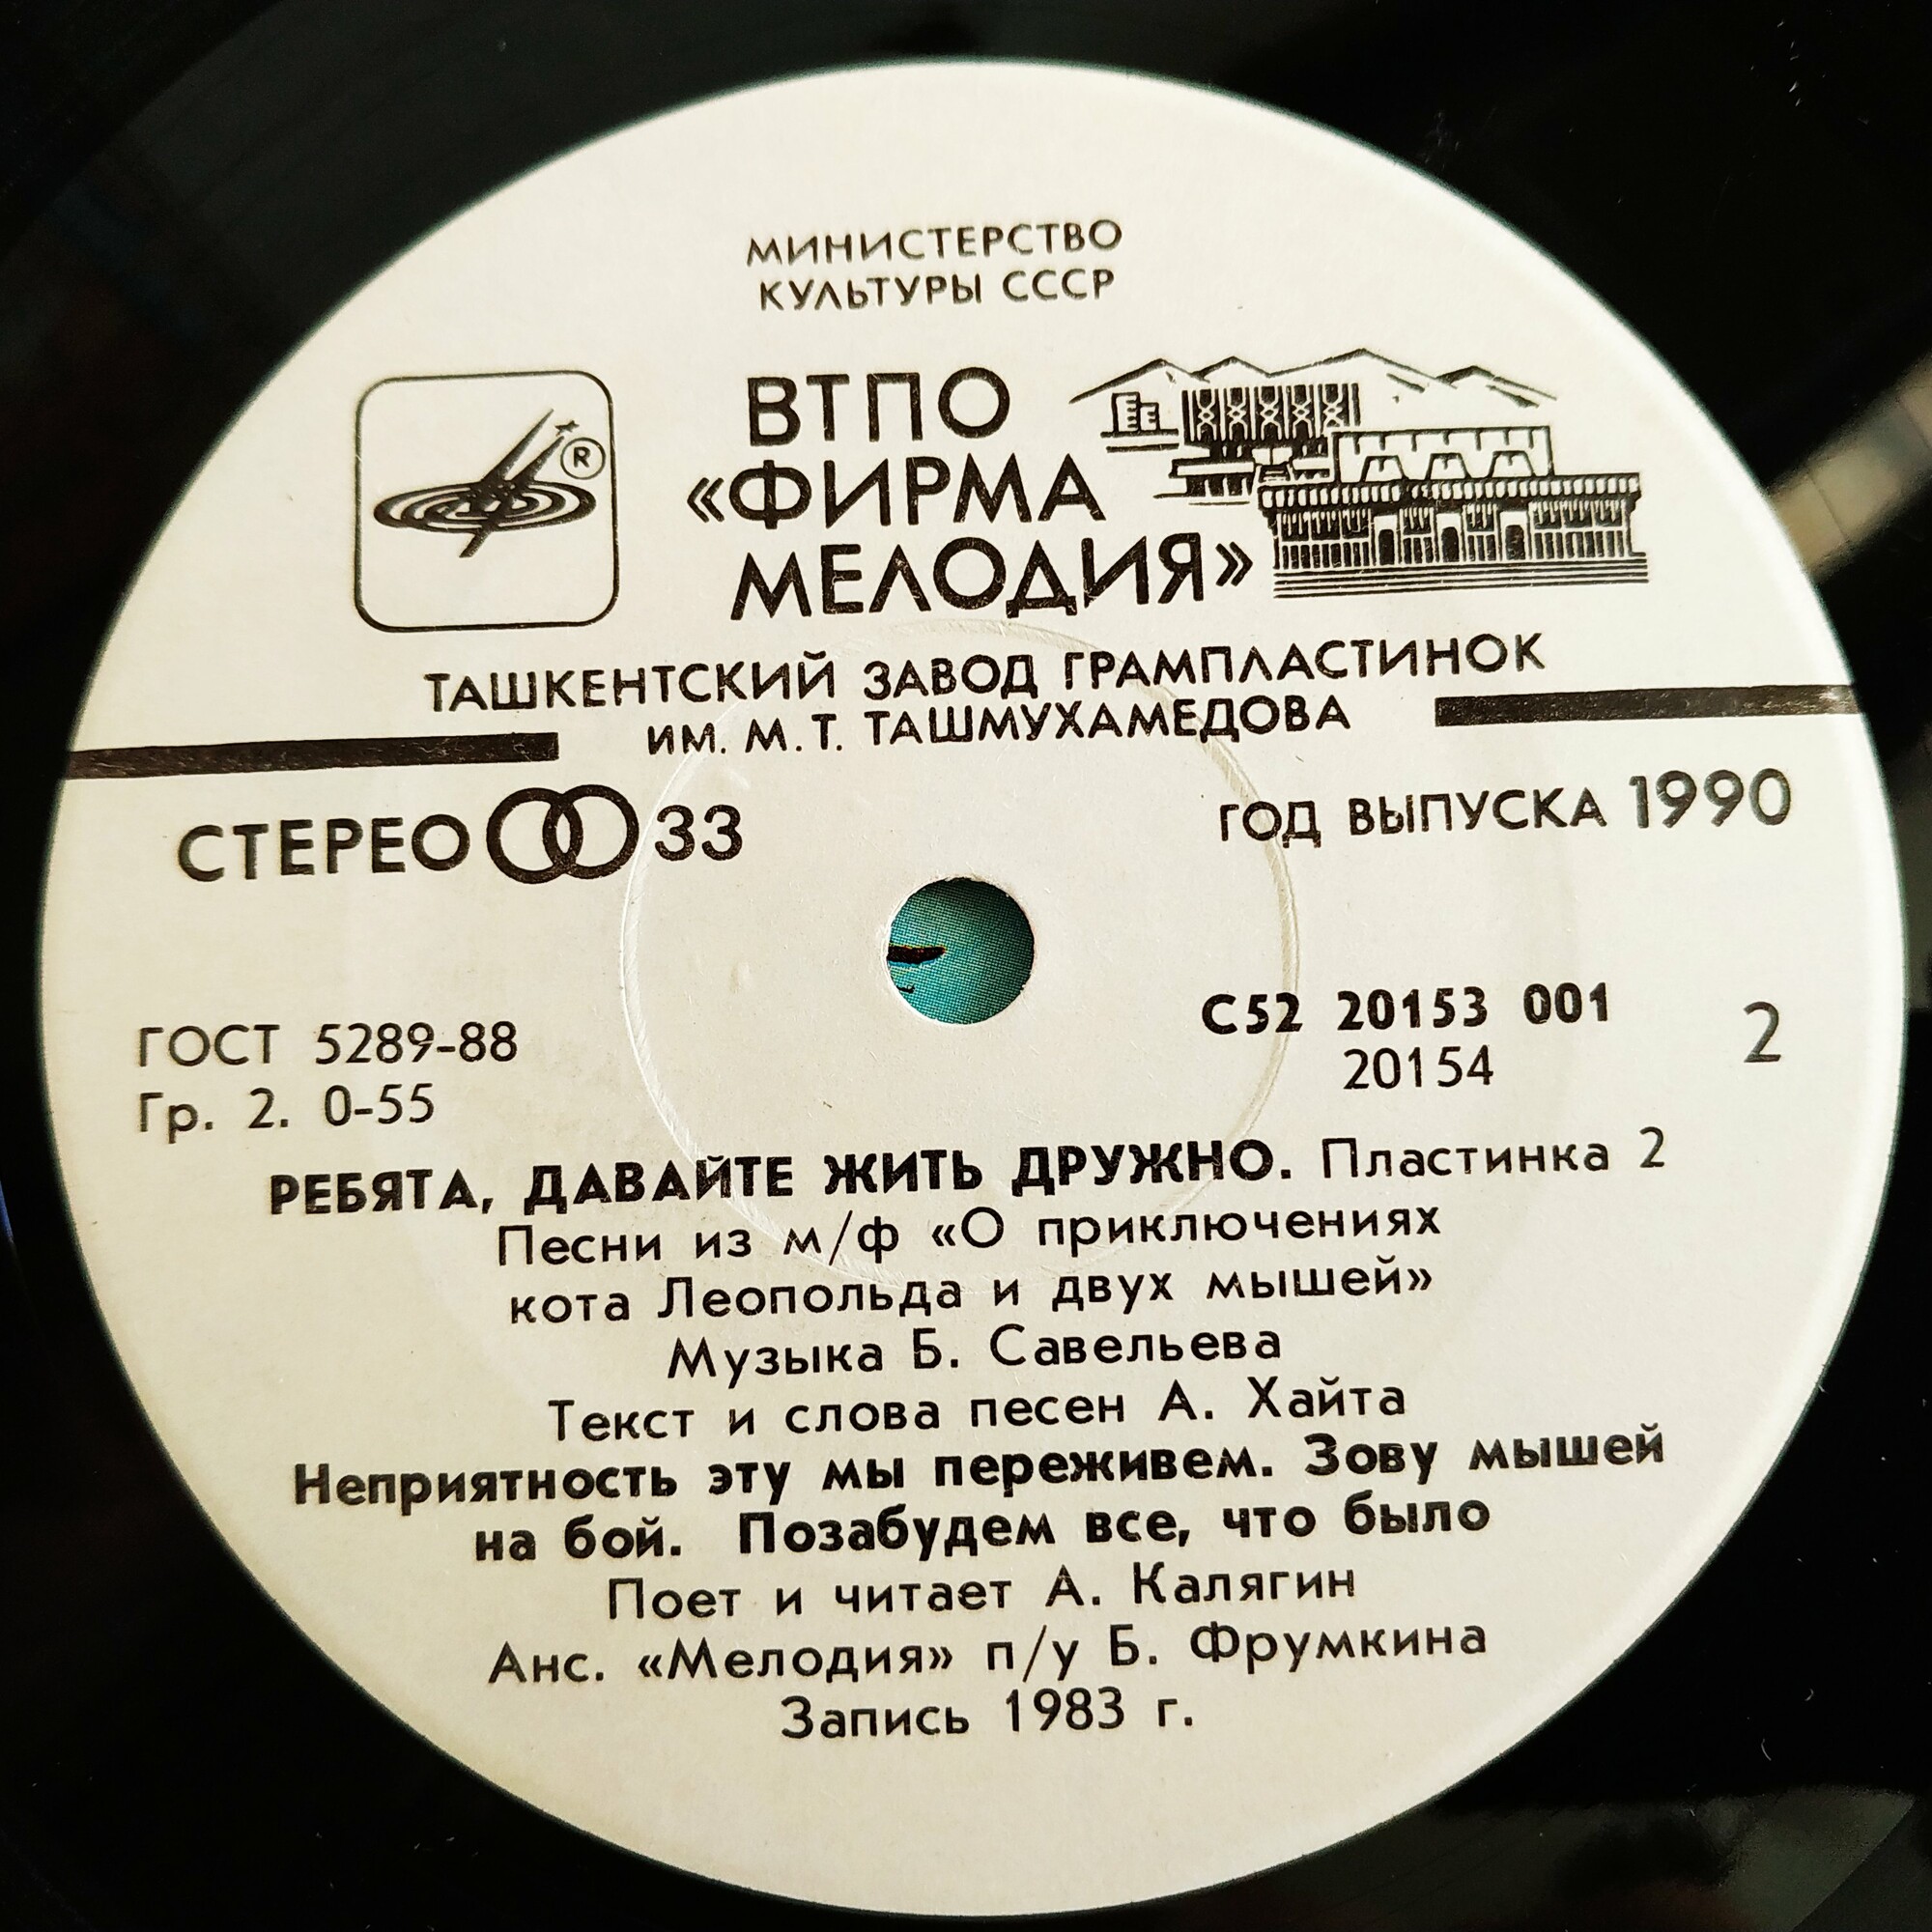 МИНИСТЕРСТВО
КУЛЬТУРЫ СССР
ВТПО
«ФИРМА
МЕЛОДИЯ»
®
ТАШКЕНТСКИЙ ЗАВОД ГРАМПЛАСТИНОК
ИМ. М. Т. ТАШМУХАМЕДОВА
СТЕРЕО 33
ГОД ВЫПУСКА 1990
ГОСТ 5289-88
Гр. 2. 0-55
С52 20153 001
20154
2
РЕБЯТА, ДАВАЙТЕ ЖИТЬ ДРУЖНО. Пластинка 2
Песни из м/ф «О приключениях
кота Леопольда и двух мышей»
Музыка Б. Савельева
Текст и слова песен А. Хайта
Неприятность эту мы переживем. Зову мышей
на бой. Позабудем все, что было
Поет и читает А. Калягин
Анс. «Мелодия» п/у Б. Фрумкина
Запись 1983 г.